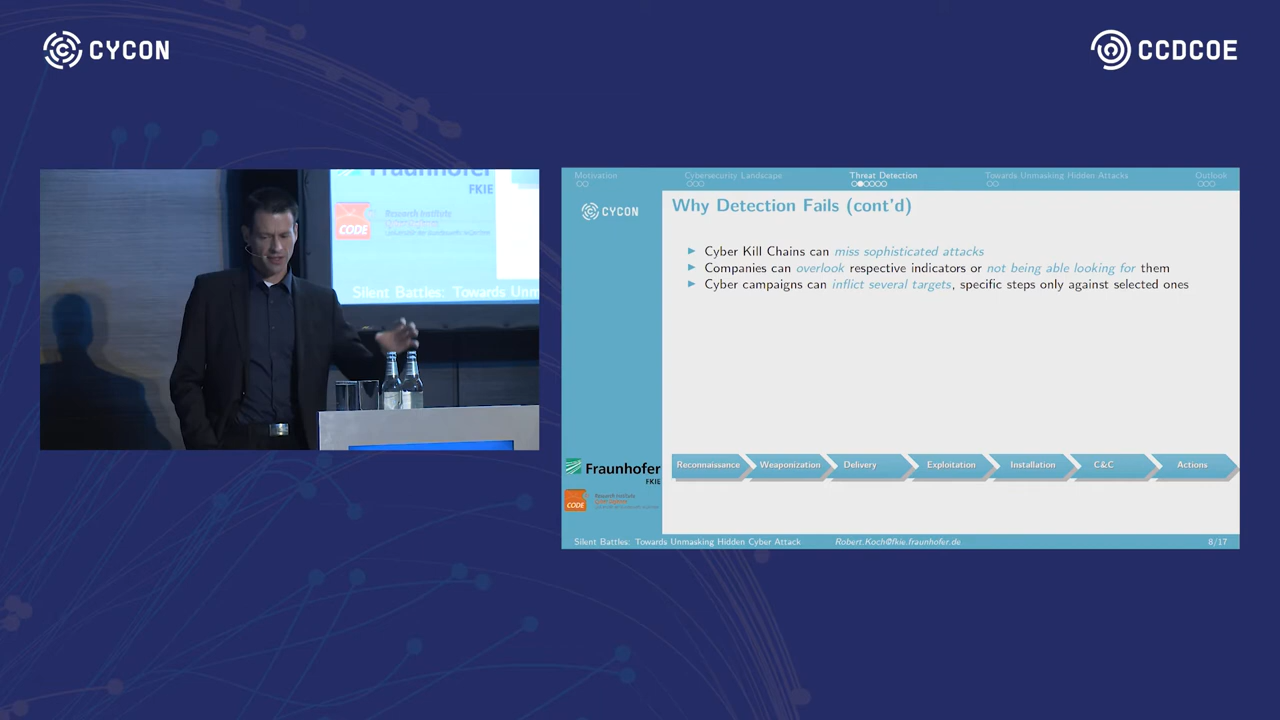 CYCON
CCDCOE
Fraunhofer
FKIE
Research Institute
CODE
Silent Battles: Towards Unm
Motivation
Cybersecurity Landscape
Threat Detection
Towards Unmasking Hidden Attacks
Outlook
CYCON
Why Detection Fails (cont'd)
Cyber Kill Chains can miss sophisticated attacks
Companies can overlook respective indicators or not being able looking for them
Cyber campaigns can inflict several targets, specific steps only against selected ones
Reconnaissance
Weaponization
Delivery
Exploitation
Installation
C&C
Actions
Fraunhofer
FKIE
CODE
Research Institute
Silent Battles: Towards Unmasking Hidden Cyber Attack
Robert.Koch@fkie.fraunhofer.de
8/17